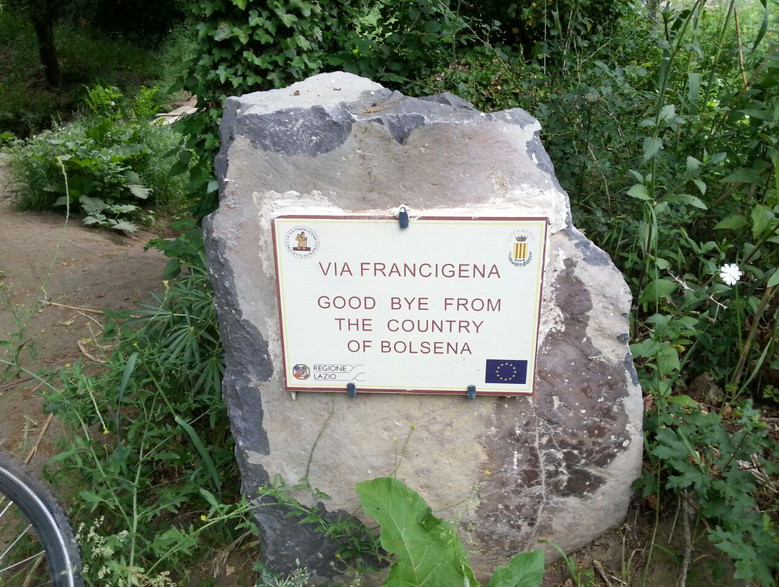 VIA FRANCIGENA
GOOD BYE FROM
THE COUNTRY
OF BOLSENA
REGIONE
LAZIO